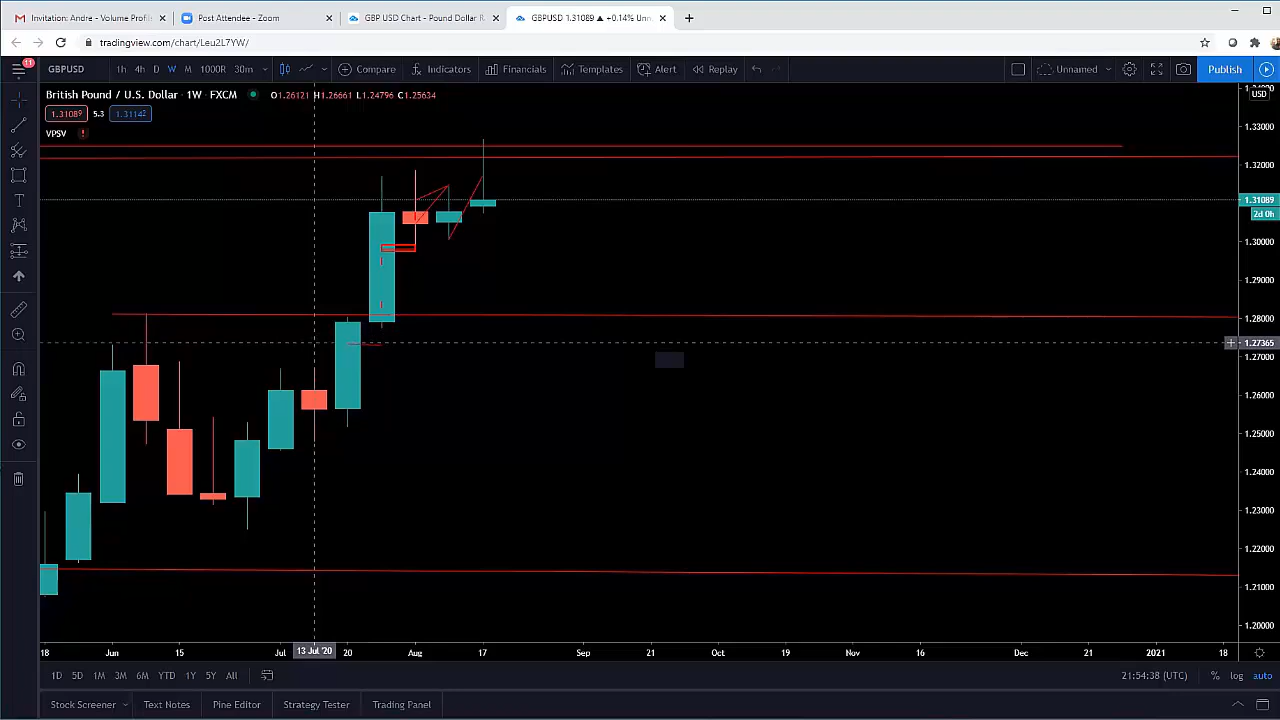 Invitation: Andre - Volume Profil
Post Attendee - Zoom
GBP USD Chart - Pound Dollar R
GBPUSD 1.31089 ▲ +0.14% Unn
tradingview.com/chart/Leu2L7YW/
11
GBPUSD
1h 4h D W M 1000R 30m
Compare
Indicators
Financials
Templates
Alert
Replay
Unnamed
Publish
British Pound / U.S. Dollar · 1W · FXCM
O1.26121 H1.26661 L1.24796 C1.25634
1.31089 5.3 1.31142
VPSV !
USD
1.33000
1.32000
1.31089
2d 0h
1.30000
1.29000
1.28000
1.27365
1.27000
1.26000
1.25000
1.24000
1.23000
1.22000
1.21000
1.20000
18 Jun 15 Jul 13 Jul '20 20 Aug 17 Sep 21 Oct 19 Nov 16 Dec 21 2021 18
1D 5D 1M 3M 6M YTD 1Y 5Y All
21:54:38 (UTC) % log auto
Stock Screener Text Notes Pine Editor Strategy Tester Trading Panel